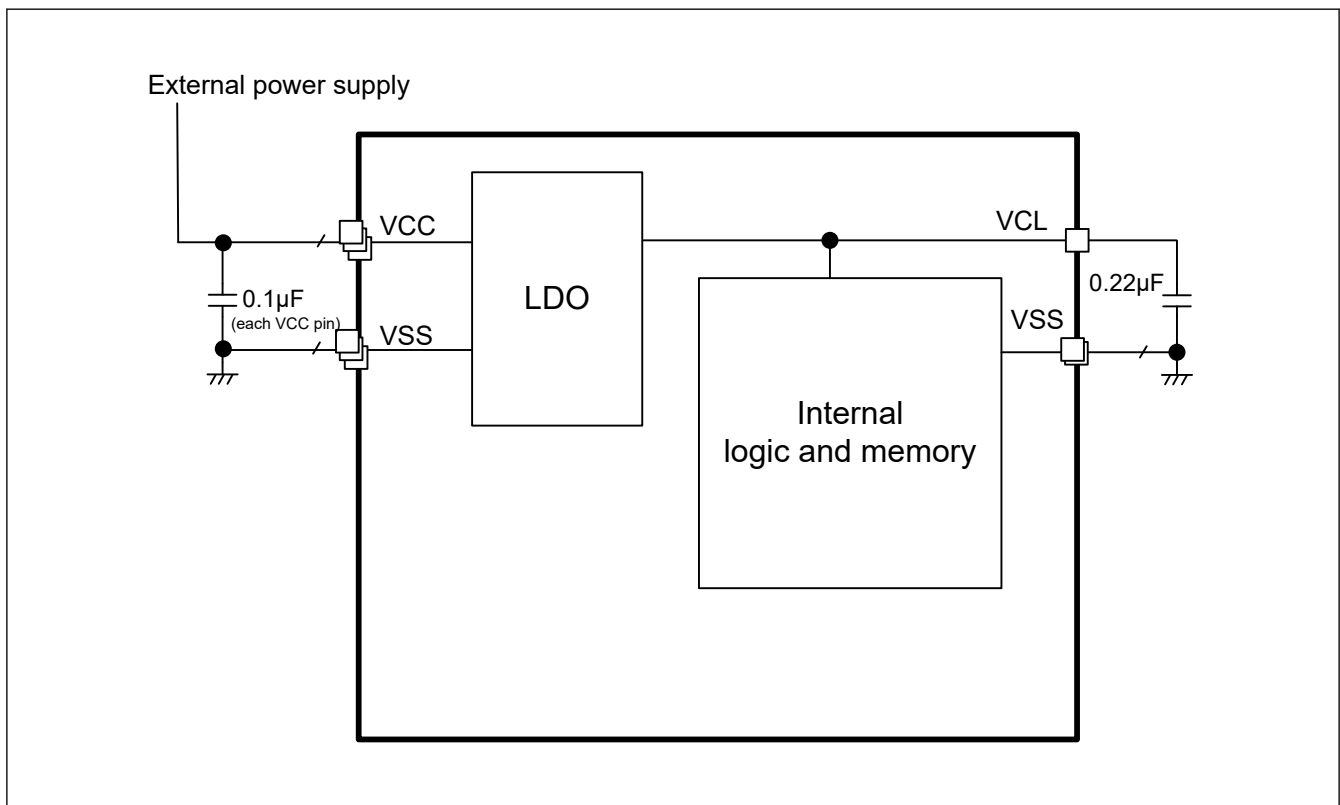 External power supply
VCC
VCL
LDO
0.1µF
(each VCC pin)
0.22µF
VSS
VSS
Internal
logic and memory